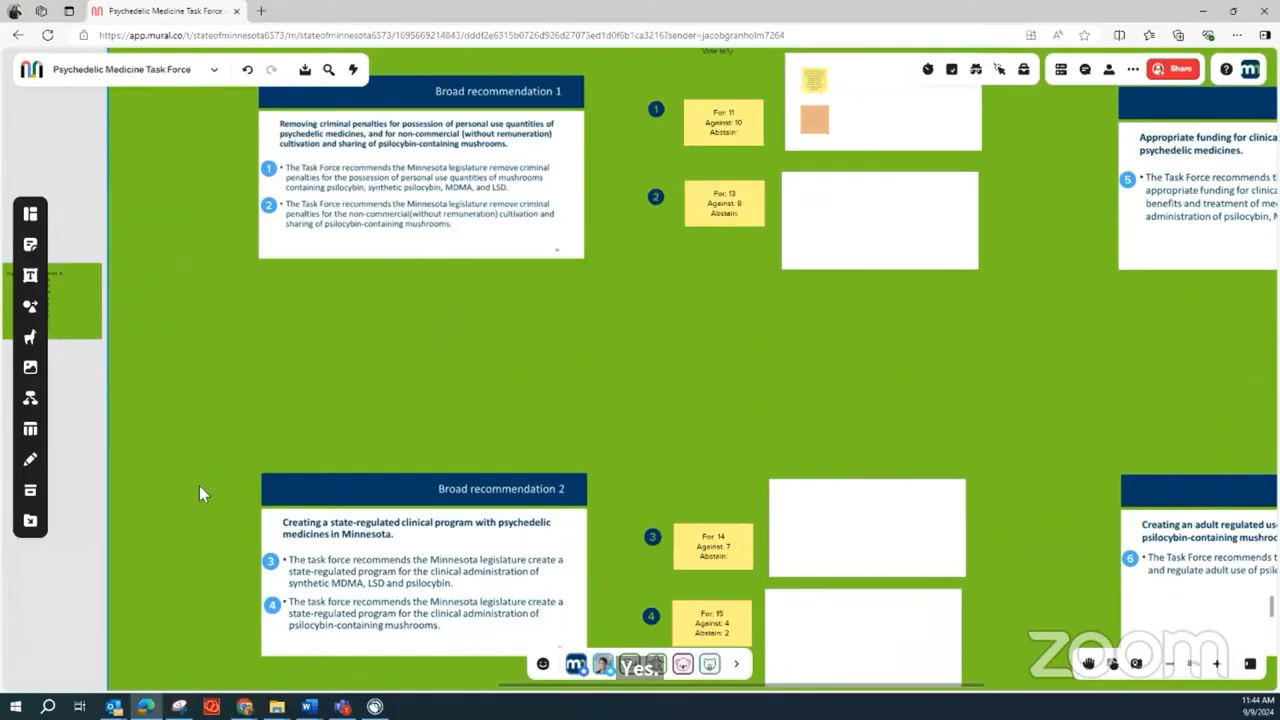 Psychedelic Medicine Task Force
https://app.mural.co/t/stateofminnesota6573/m/stateofminnesota6573/1695669214843/dddf2e6315b0726d926d27073ed1d0f6b1ca3216?sender=jacobgranholm7264
Vote tally
Psychedelic Medicine Task Force
Share
Broad recommendation 1
Removing criminal penalties for possession of personal use quantities of
psychedelic medicines, and for non-commercial (without remuneration)
cultivation and sharing of psilocybin-containing mushrooms.
1 • The Task Force recommends the Minnesota legislature remove criminal
penalties for the possession of personal use quantities of mushrooms
containing psilocybin, synthetic psilocybin, MDMA, and LSD.
2 • The Task Force recommends the Minnesota legislature remove criminal
penalties for the non-commercial(without remuneration) cultivation and
sharing of psilocybin-containing mushrooms.
1
For: 11
Against: 10
Abstain:
2
For: 13
Against: 8
Abstain:
Appropriate funding for clinica
psychedelic medicines.
5 • The Task Force recommends t
appropriate funding for clinica
benefits and treatment of me
administration of psilocybin, M
Broad recommendation 2
Creating a state-regulated clinical program with psychedelic
medicines in Minnesota.
3 • The task force recommends the Minnesota legislature create a
state-regulated program for the clinical administration of
synthetic MDMA, LSD and psilocybin.
4 • The task force recommends the Minnesota legislature create a
state-regulated program for the clinical administration of
psilocybin-containing mushrooms.
3
For: 14
Against: 7
Abstain:
4
For: 15
Against: 4
Abstain: 2
Creating an adult regulated us
psilocybin-containing mushroo
6 • The Task Force recommends t
and regulate adult use of psilo
Yes.
zoom
11:44 AM
9/9/2024